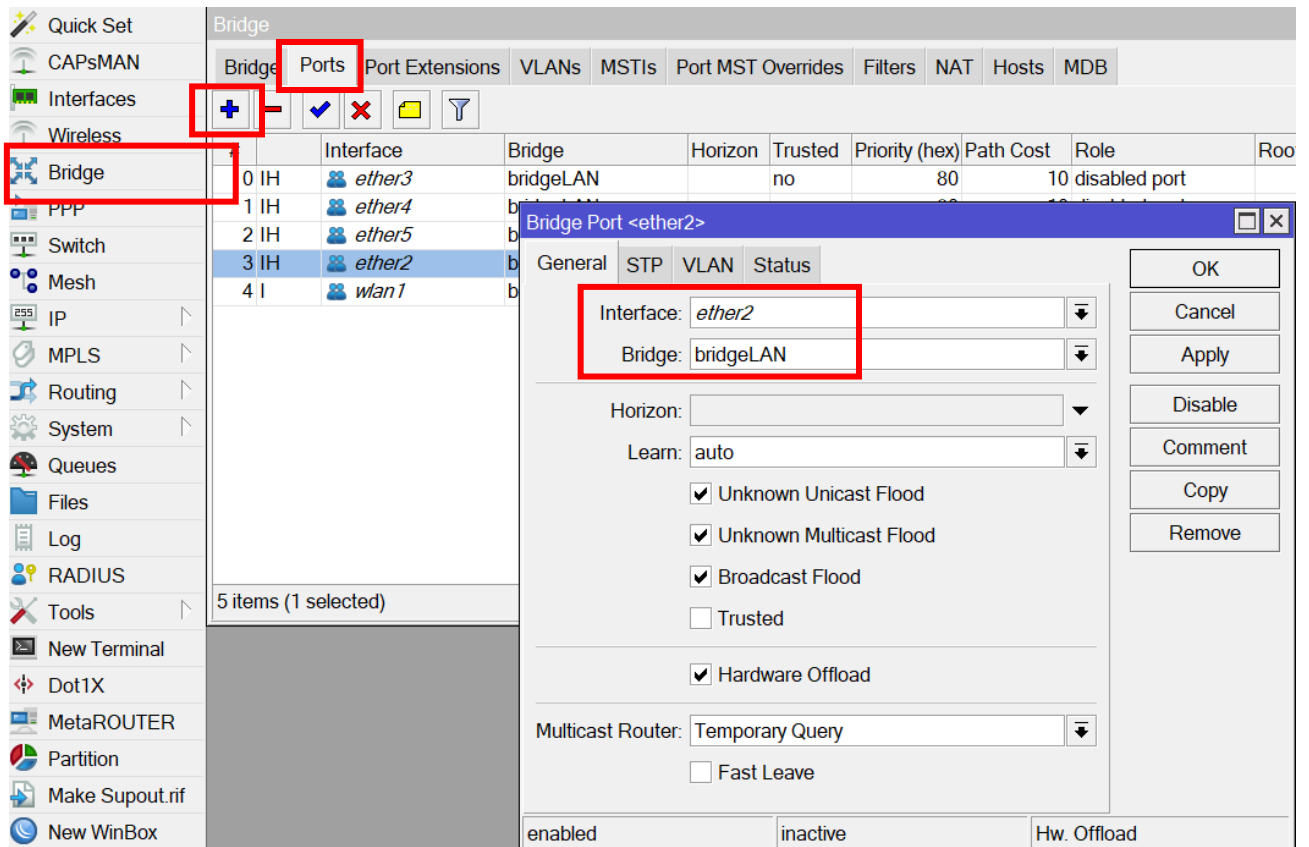 Quick Set
CAPsMAN
Interfaces
Wireless
Bridge
PPP
Switch
Mesh
255 IP
MPLS
Routing
System
Queues
Files
Log
RADIUS
Tools
New Terminal
Dot1X
MetaROUTER
Partition
Make Supout.rif
New WinBox
Bridge
Bridge Ports Port Extensions VLANs MSTIs Port MST Overrides Filters NAT Hosts MDB
# Interface Bridge Horizon Trusted Priority (hex) Path Cost Role Roo
0 IH ether3 bridgeLAN no 80 10 disabled port
1 IH ether4
2 IH ether5 b
3 IH ether2 b
4 I wlan1 b
5 items (1 selected)
Bridge Port <ether2>
General STP VLAN Status
Interface: ether2
Bridge: bridgeLAN
Horizon:
Learn: auto
Unknown Unicast Flood
Unknown Multicast Flood
Broadcast Flood
Trusted
Hardware Offload
Multicast Router: Temporary Query
Fast Leave
OK
Cancel
Apply
Disable
Comment
Copy
Remove
enabled inactive Hw. Offload